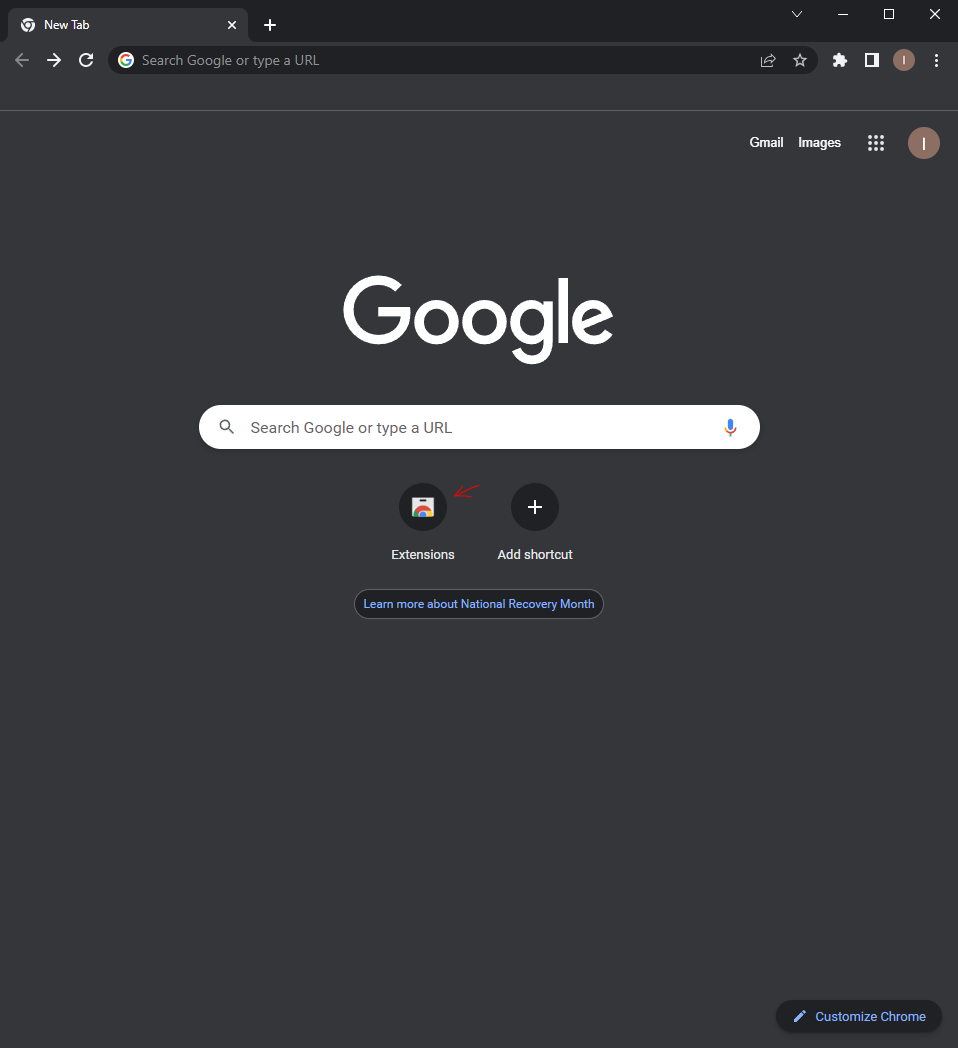 New Tab
Search Google or type a URL
I
Gmail Images
I
Google
Search Google or type a URL
Extensions Add shortcut
Learn more about National Recovery Month
Customize Chrome